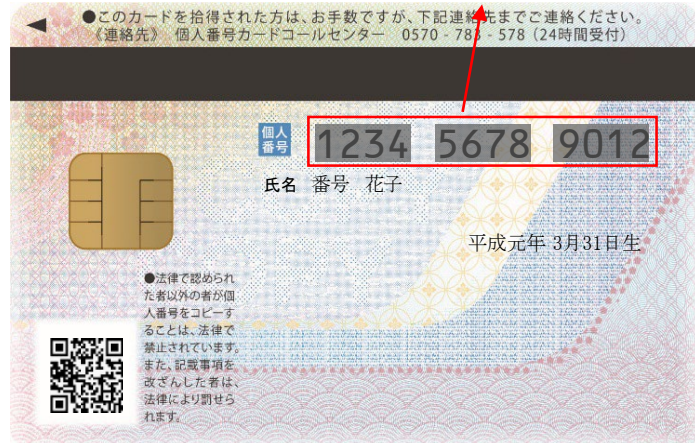 ●このカードを拾得された方は、お手数ですが、下記連絡先までご連絡ください。
《連絡先》 個人番号カードコールセンター 0570 - 783 - 578（24時間受付）
個人番号 1234 5678 9012
氏名 番号 花子
平成元年 3月31日生
●法律で認められ
た者以外の者が個
人番号をコピーす
ることは、法律で
禁止されています。
また、記載事項を
改ざんした者は、
法律により罰せら
れます。